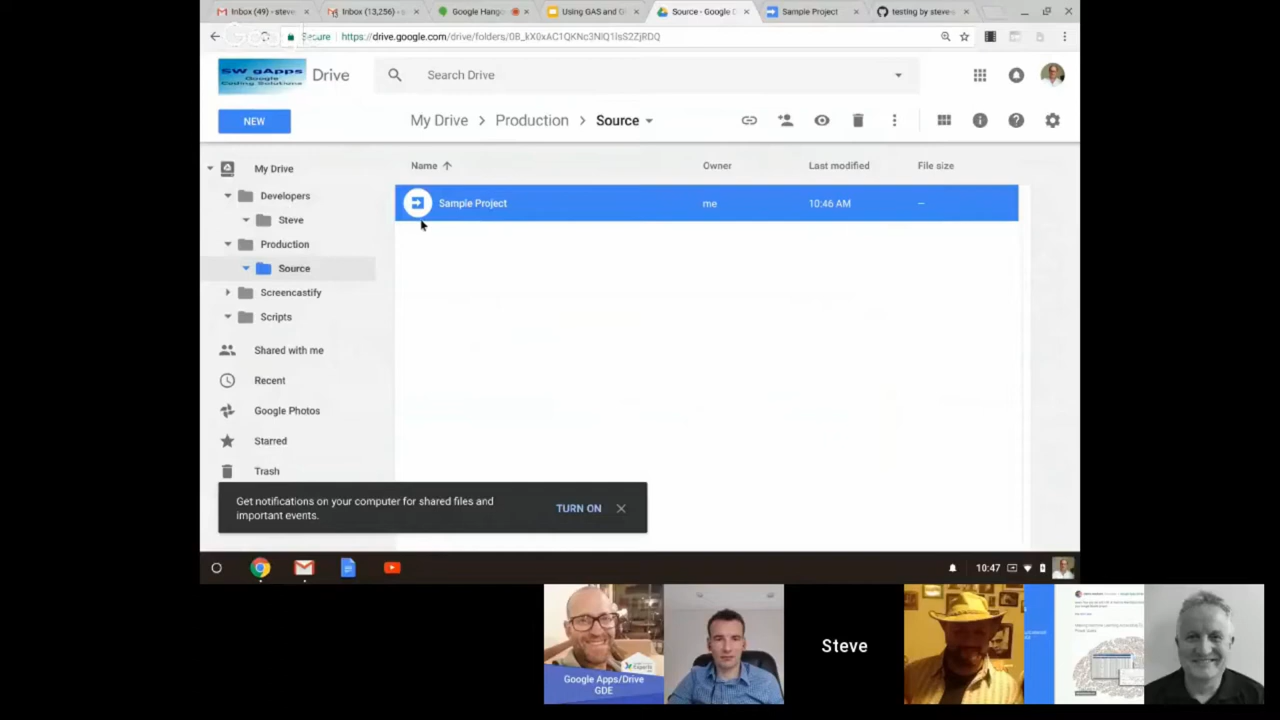 Inbox (49) - steve.
Inbox (13,256) -
Google Hang
Using GAS and G
Source - Google D
Sample Project
testing by steve
Secure https://drive.google.com/drive/folders/
SW gApps
Google
Coding Solutions
Drive
Search Drive
NEW
My Drive > Production > Source
Name
Owner
Last modified
File size
My Drive
Developers
Steve
Production
Source
Screencastify
Scripts
Shared with me
Recent
Google Photos
Starred
Trash
Sample Project
me
10:46 AM
–
Get notifications on your computer for shared files and
important events.
TURN ON
10:47
Experts
Google Apps/Drive
GDE
Steve